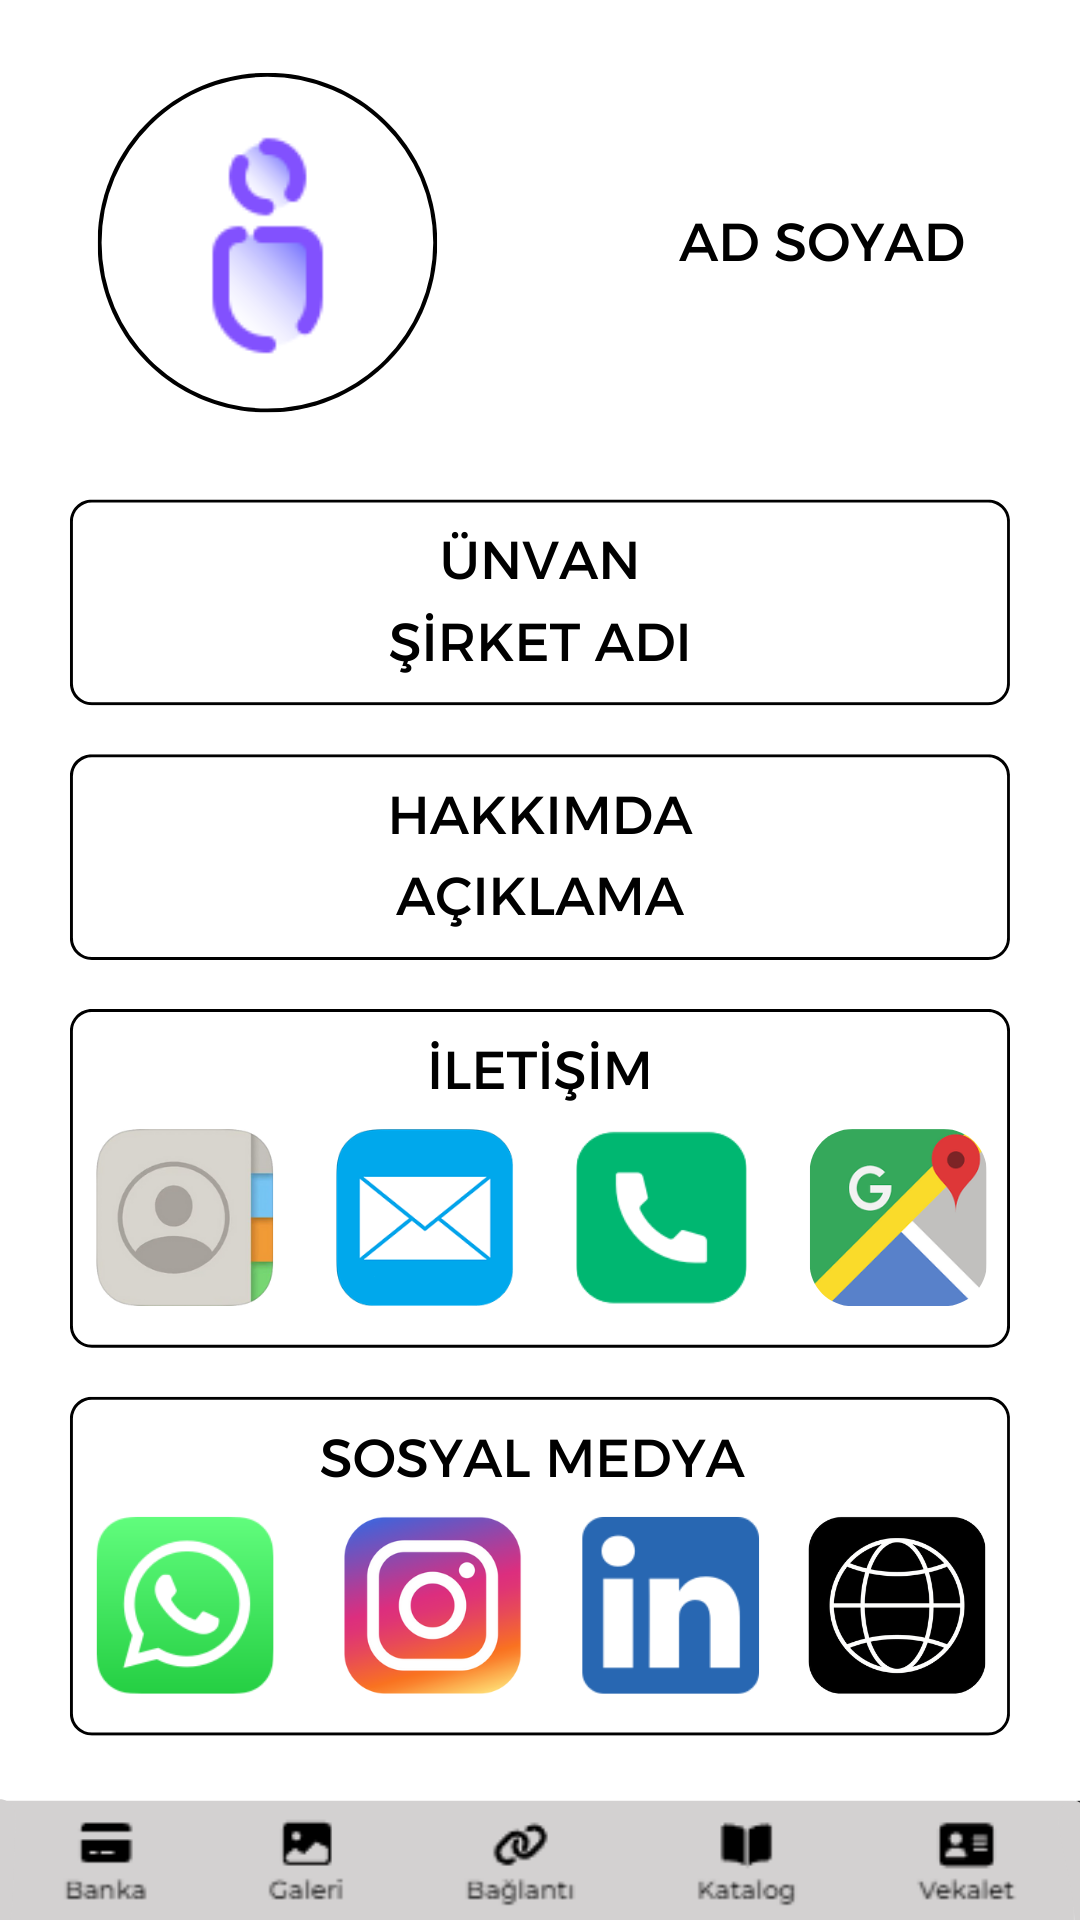 AD SOYAD
ÜNVAN
ŞİRKET ADI
HAKKIMDA
AÇIKLAMA
İLETİŞİM
G
SOSYAL MEDYA
in
Banka
Galeri
Bağlantı
Katalog
Vekalet